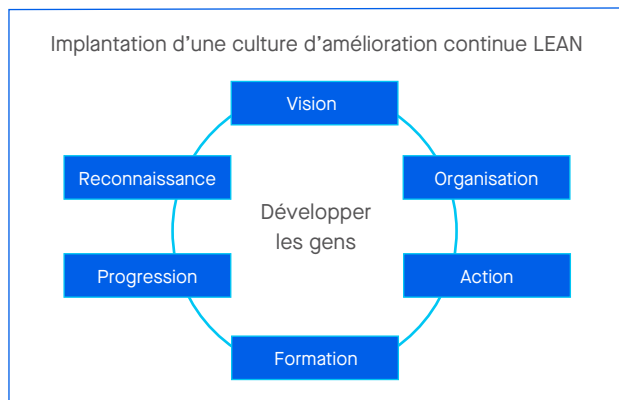 Implantation d’une culture d’amélioration continue LEAN
Vision
Reconnaissance
Organisation
Développer
les gens
Progression
Action
Formation